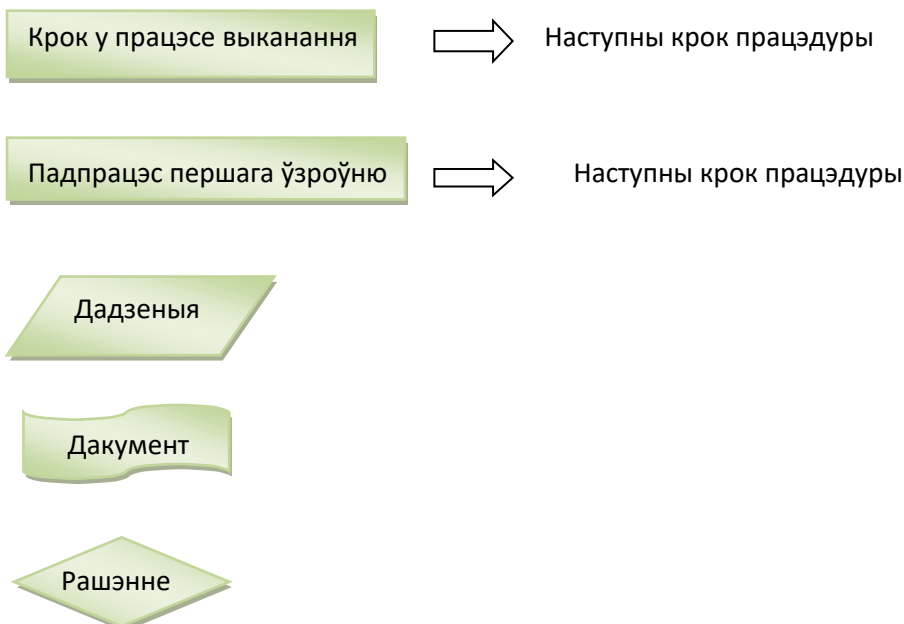 Крок у працэсе выканання
Наступны крок працэдуры
Падпрацэс першага ўзроўню
Наступны крок працэдуры
Дадзеныя
Дакумент
Рашэнне